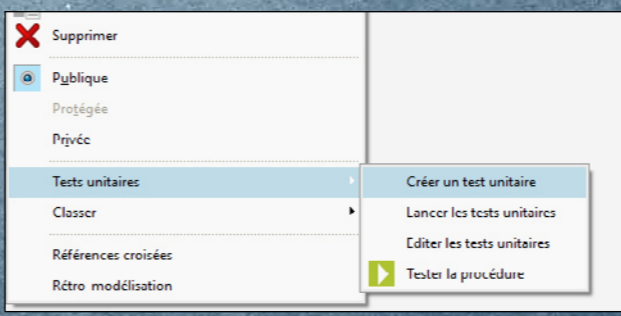 Supprimer
Publique
Protégée
Privée
Tests unitaires
Classer
Références croisées
Rétro modélisation
Créer un test unitaire
Lancer les tests unitaires
Editer les tests unitaires
Tester la procédure